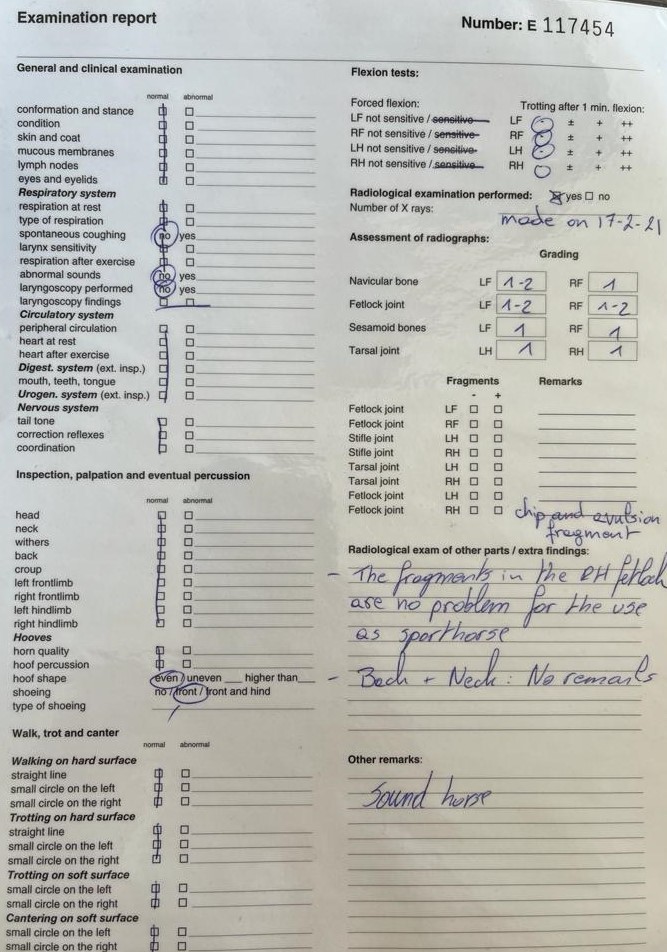 Examination report
Number: E 117454
General and clinical examination
normal abnormal
conformation and stance
condition
skin and coat
mucous membranes
lymph nodes
eyes and eyelids
Respiratory system
respiration at rest
type of respiration
spontaneous coughing no / yes
larynx sensitivity
respiration after exercise
abnormal sounds no / yes
laryngoscopy performed no / yes
laryngoscopy findings
Circulatory system
peripheral circulation
heart at rest
heart after exercise
Digest. system (ext. insp.)
mouth, teeth, tongue
Urogen. system (ext. insp.)
Nervous system
tail tone
correction reflexes
coordination
Inspection, palpation and eventual percussion
normal abnormal
head
neck
withers
back
croup
left frontlimb
right frontlimb
left hindlimb
right hindlimb
Hooves
horn quality
hoof percussion
hoof shape even / uneven ___ higher than___
shoeing no / front / front and hind
type of shoeing
Walk, trot and canter
normal abnormal
Walking on hard surface
straight line
small circle on the left
small circle on the right
Trotting on hard surface
straight line
small circle on the left
small circle on the right
Trotting on soft surface
small circle on the left
small circle on the right
Cantering on soft surface
small circle on the left
small circle on the right
Flexion tests:
Forced flexion: Trotting after 1 min. flexion:
LF not sensitive / sensitive LF - ± + ++
RF not sensitive / sensitive RF - ± + ++
LH not sensitive / sensitive LH - ± + ++
RH not sensitive / sensitive RH - ± + ++
Radiological examination performed: yes no
Number of X rays: made on 17-2-21
Assessment of radiographs:
Grading
Navicular bone LF 1-2 RF 1
Fetlock joint LF 1-2 RF 1-2
Sesamoid bones LF 1 RF 1
Tarsal joint LH 1 RH 1
Fragments Remarks
- +
Fetlock joint LF
Fetlock joint RF
Stifle joint LH
Stifle joint RH
Tarsal joint LH
Tarsal joint RH
Fetlock joint LH
Fetlock joint RH chip and avulsion
fragment
Radiological exam of other parts / extra findings:
- The fragments in the RH fetlock
are no problem for the use
as sporthorse
- Back + Neck: No remarks
Other remarks:
Sound horse